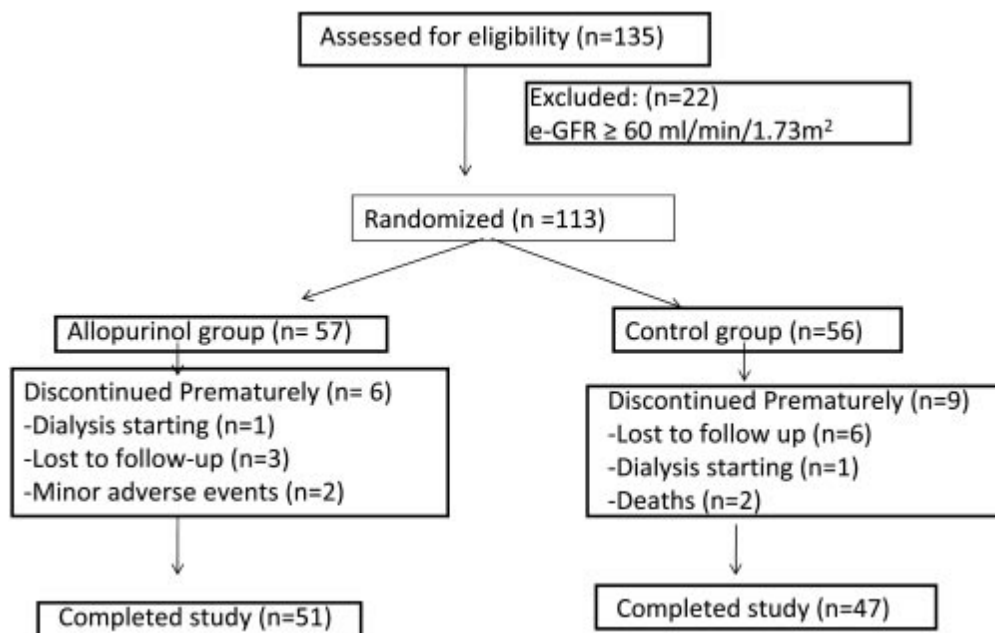 Assessed for eligibility (n=135)
Excluded: (n=22)
e-GFR ≥ 60 ml/min/1.73m²
Randomized (n =113)
Allopurinol group (n= 57)
Control group (n=56)
Discontinued Prematurely (n= 6)
-Dialysis starting (n=1)
-Lost to follow-up (n=3)
-Minor adverse events (n=2)
Discontinued Prematurely (n=9)
-Lost to follow up (n=6)
-Dialysis starting (n=1)
-Deaths (n=2)
Completed study (n=51)
Completed study (n=47)